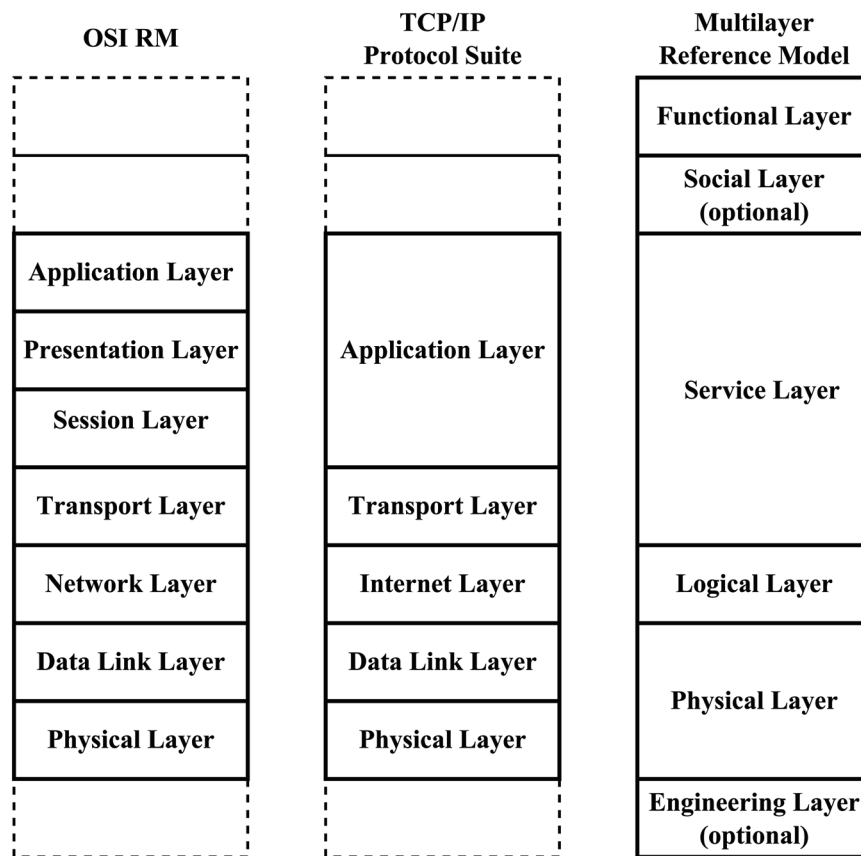 OSI RM
TCP/IP
Protocol Suite
Multilayer
Reference Model
Application Layer
Presentation Layer
Session Layer
Transport Layer
Network Layer
Data Link Layer
Physical Layer
Application Layer
Transport Layer
Internet Layer
Data Link Layer
Physical Layer
Functional Layer
Social Layer
(optional)
Service Layer
Logical Layer
Physical Layer
Engineering Layer
(optional)